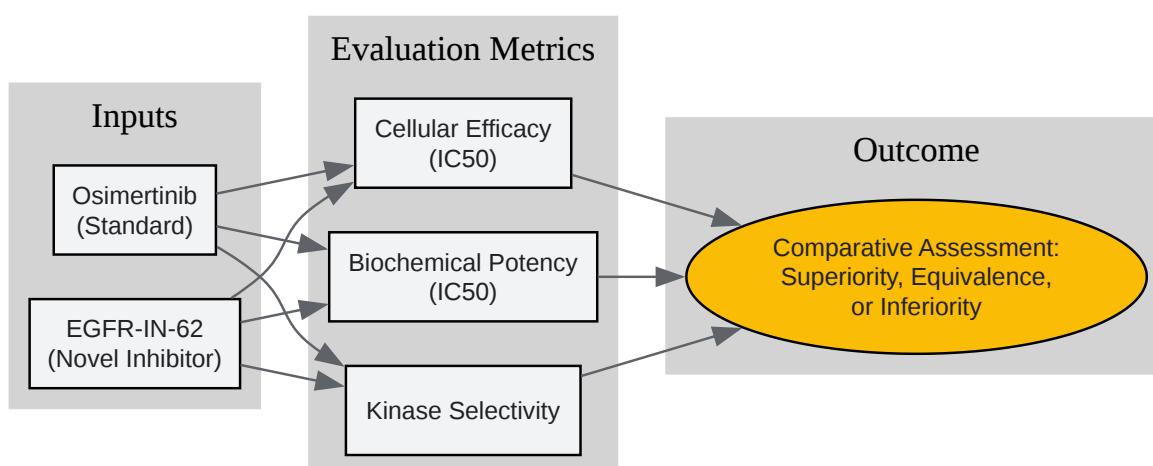 Inputs
Osimertinib
(Standard)
EGFR-IN-62
(Novel Inhibitor)
Evaluation Metrics
Cellular Efficacy
(IC50)
Biochemical Potency
(IC50)
Kinase Selectivity
Outcome
Comparative Assessment:
Superiority, Equivalence,
or Inferiority